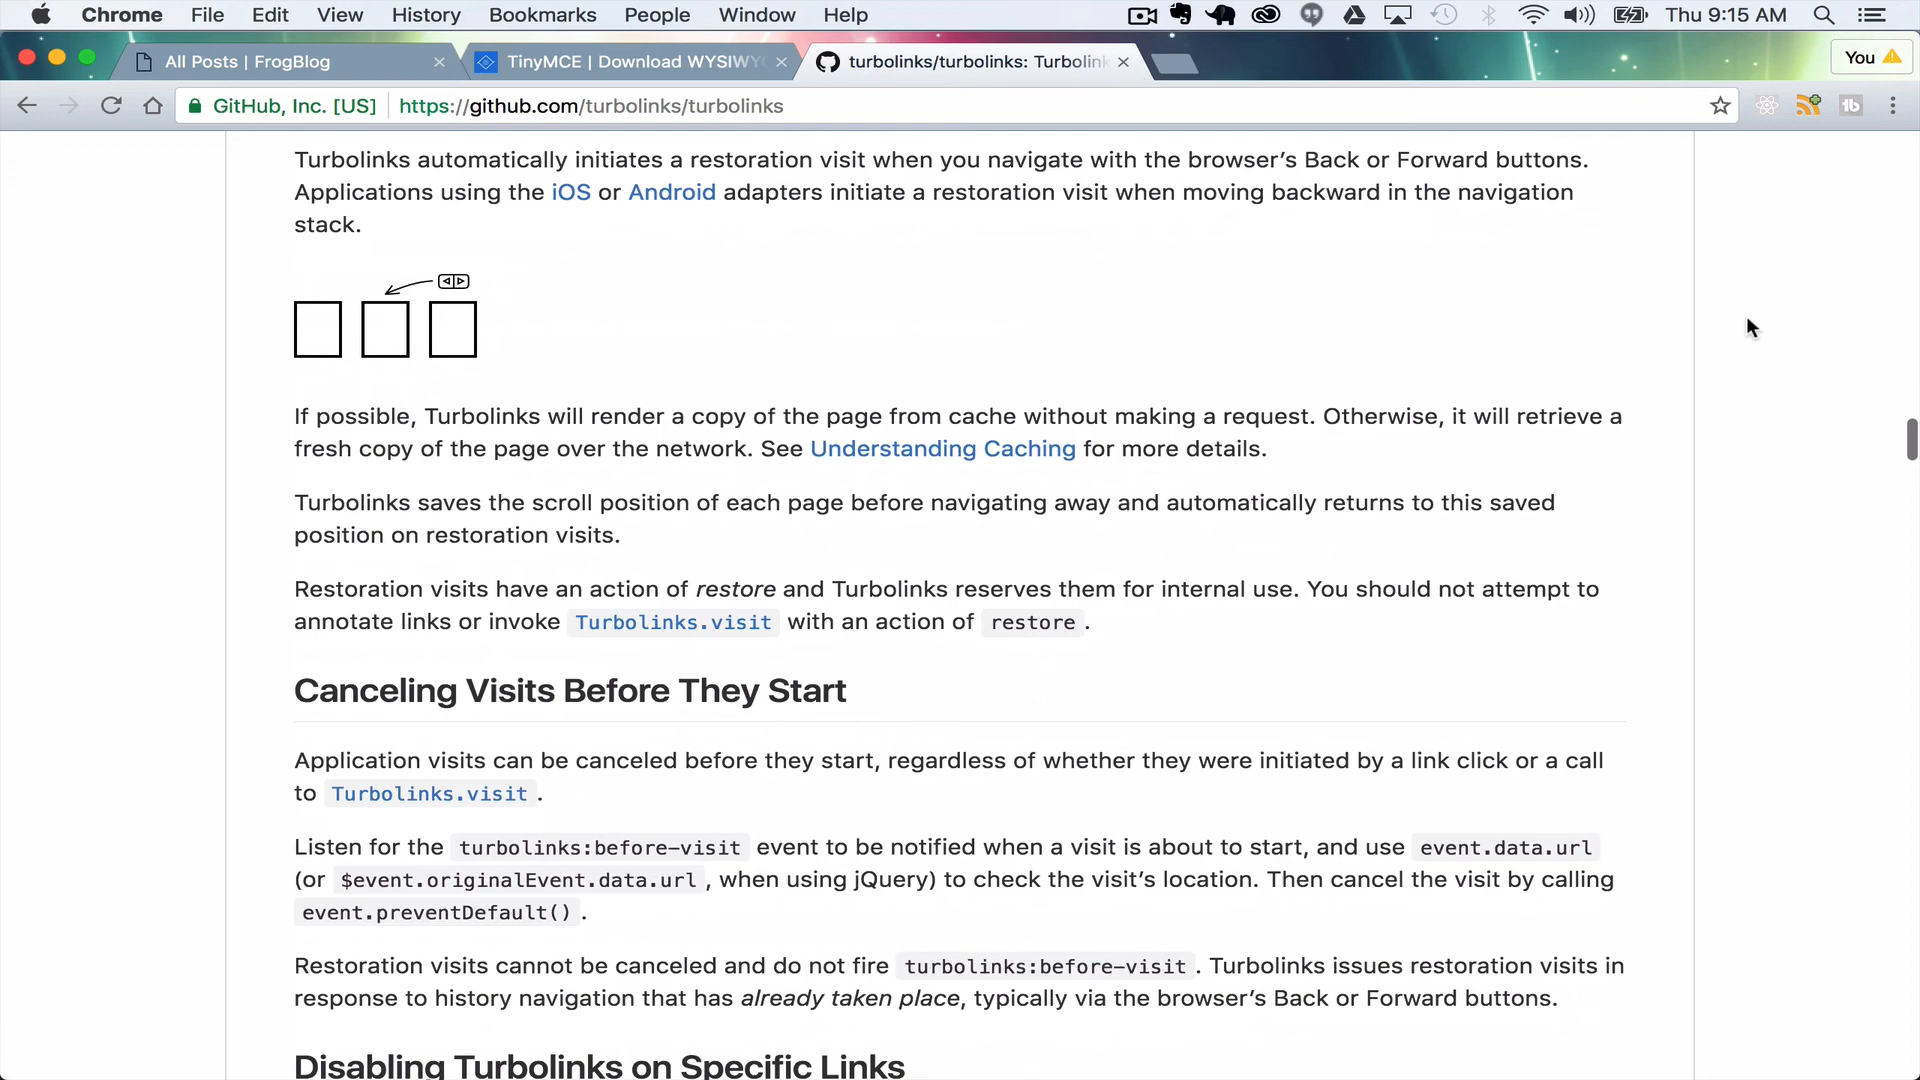 Chrome File Edit View History Bookmarks People Window Help Thu 9:15 AM
All Posts | FrogBlog TinyMCE | Download WYSIWY turbolinks/turbolinks: Turbolink You
GitHub, Inc. [US] https://github.com/turbolinks/turbolinks
Turbolinks automatically initiates a restoration visit when you navigate with the browser’s Back or Forward buttons.
Applications using the iOS or Android adapters initiate a restoration visit when moving backward in the navigation
stack.
If possible, Turbolinks will render a copy of the page from cache without making a request. Otherwise, it will retrieve a
fresh copy of the page over the network. See Understanding Caching for more details.
Turbolinks saves the scroll position of each page before navigating away and automatically returns to this saved
position on restoration visits.
Restoration visits have an action of restore and Turbolinks reserves them for internal use. You should not attempt to
annotate links or invoke Turbolinks.visit with an action of restore.
Canceling Visits Before They Start
Application visits can be canceled before they start, regardless of whether they were initiated by a link click or a call
to Turbolinks.visit.
Listen for the turbolinks:before-visit event to be notified when a visit is about to start, and use event.data.url
(or $event.originalEvent.data.url, when using jQuery) to check the visit’s location. Then cancel the visit by calling
event.preventDefault().
Restoration visits cannot be canceled and do not fire turbolinks:before-visit. Turbolinks issues restoration visits in
response to history navigation that has already taken place, typically via the browser’s Back or Forward buttons.
Disabling Turbolinks on Specific Links